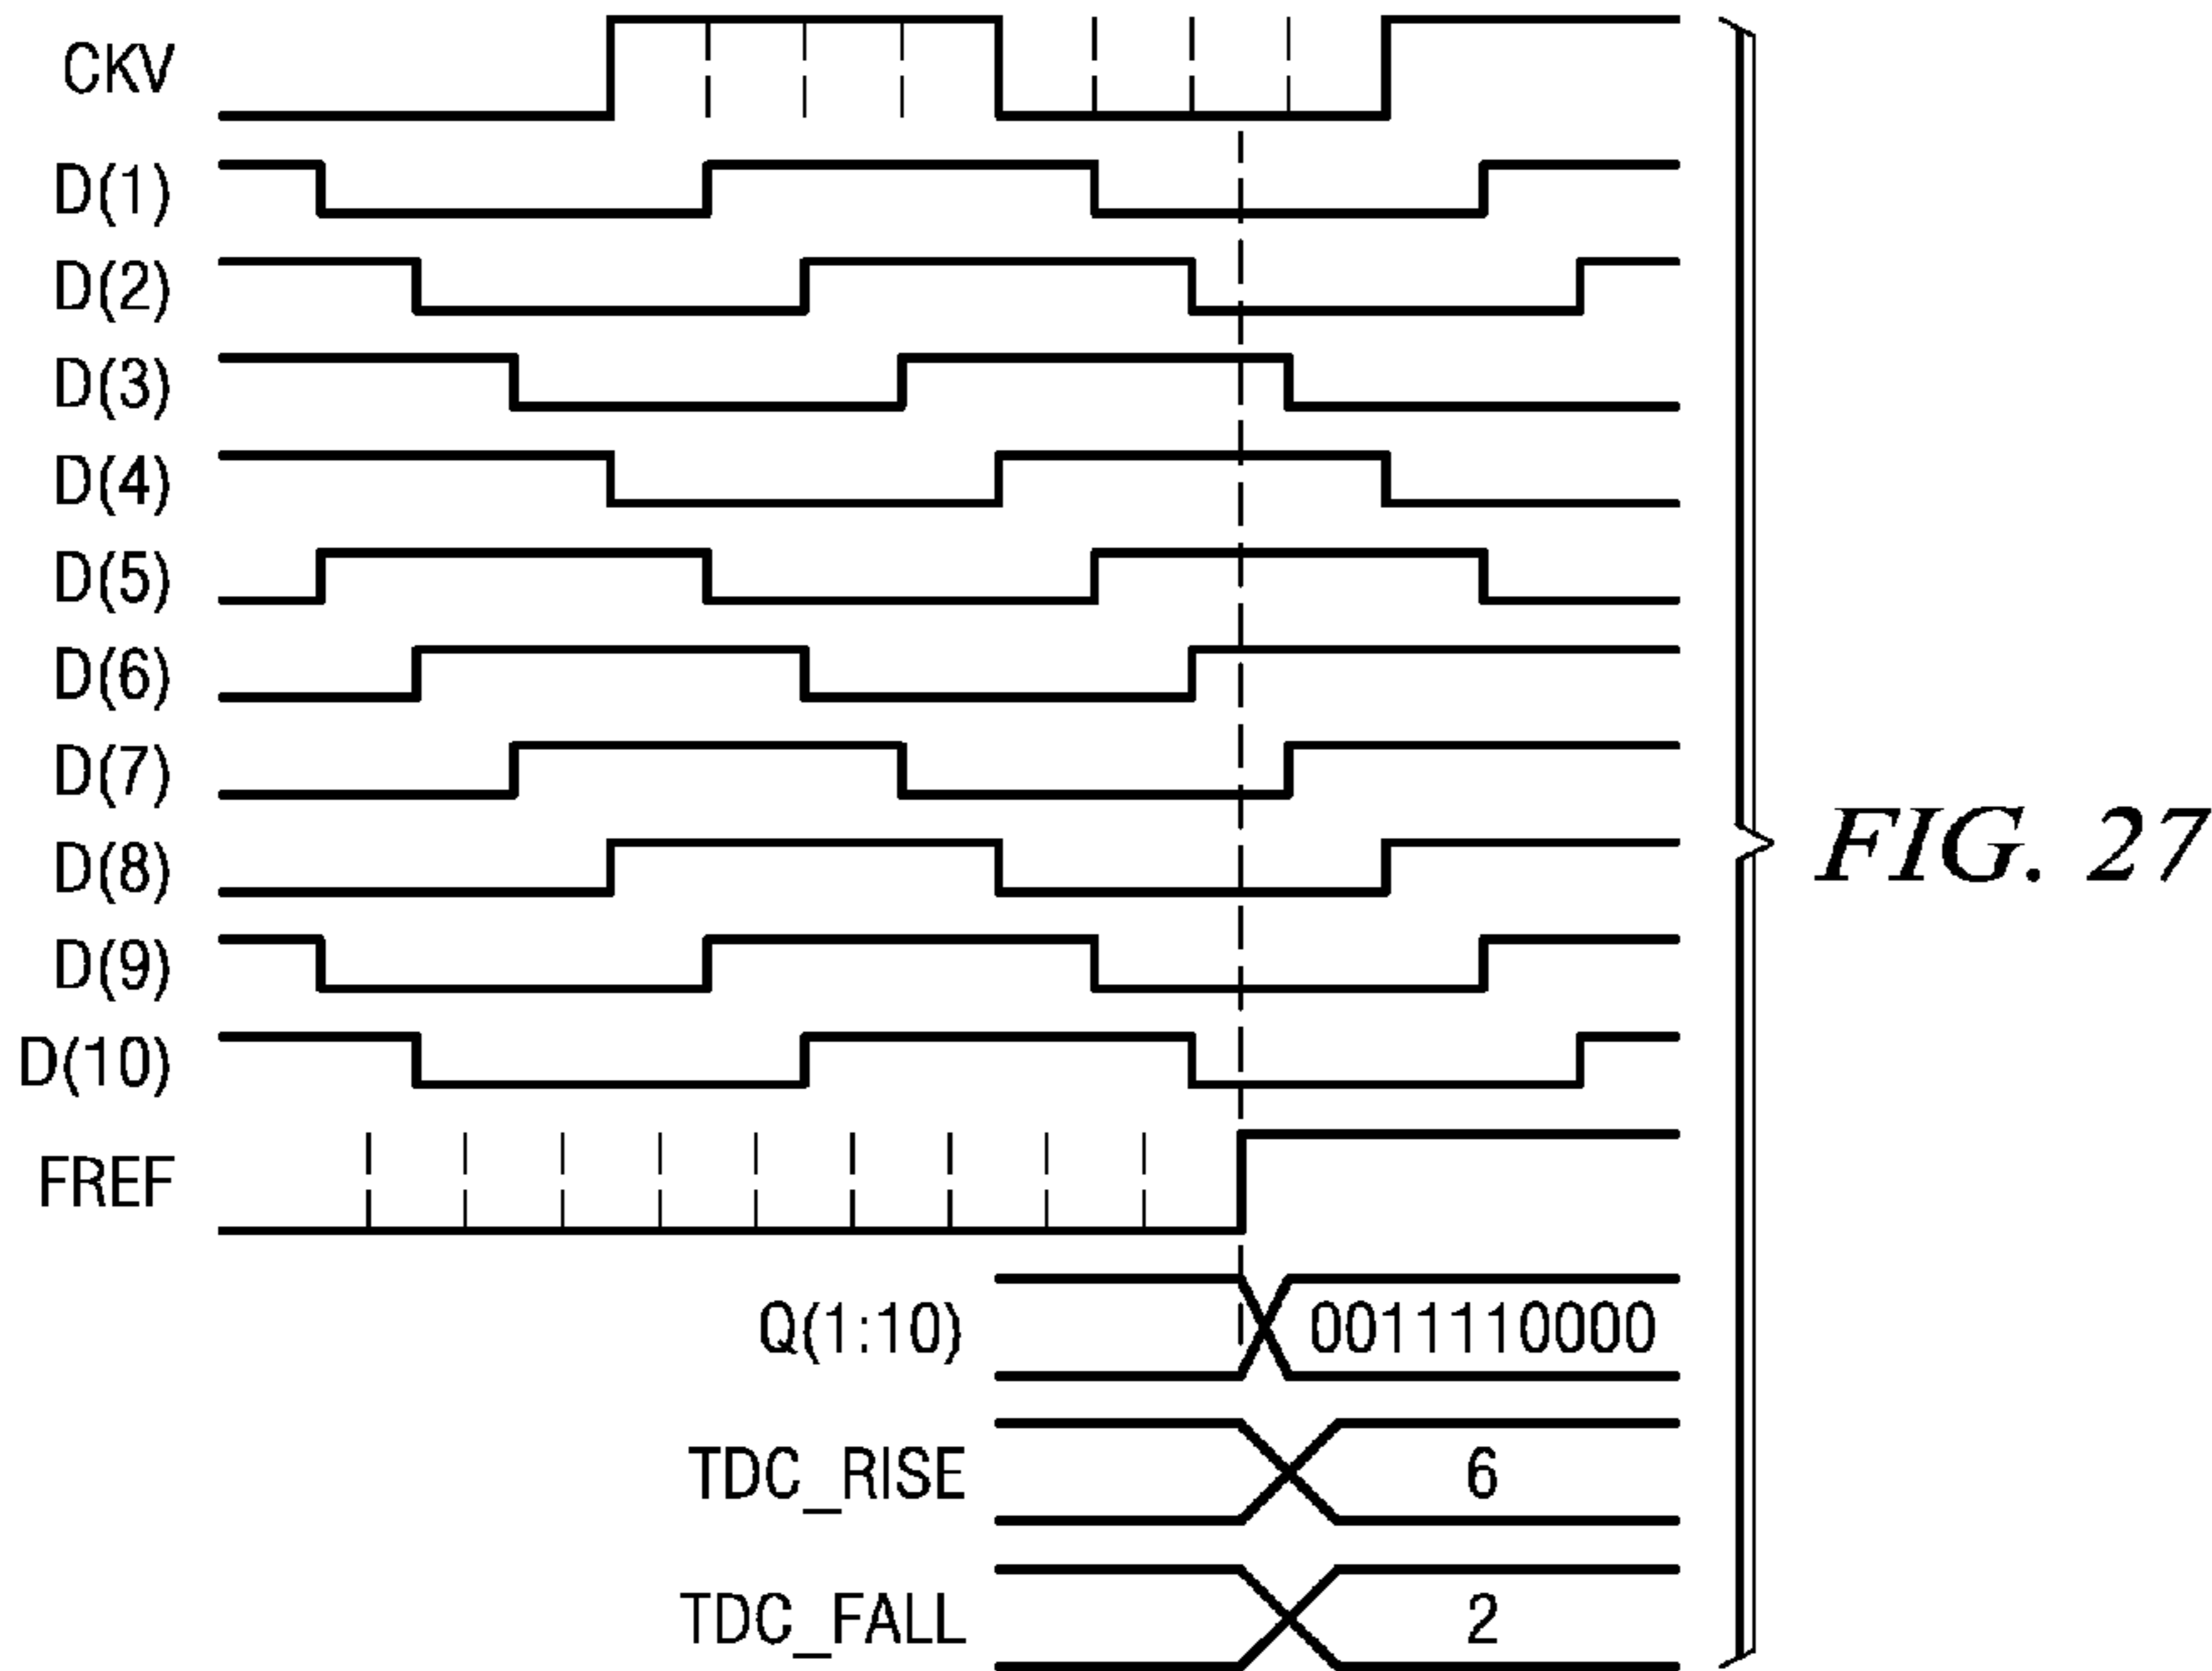 CKV
D(1)
D(2)
D(3)
D(4)
D(5)
D(6)
D(7)
D(8)
D(9)
D(10)
FREF
Q(1:10) 0011110000
TDC_RISE 6
TDC_FALL 2
FIG. 27